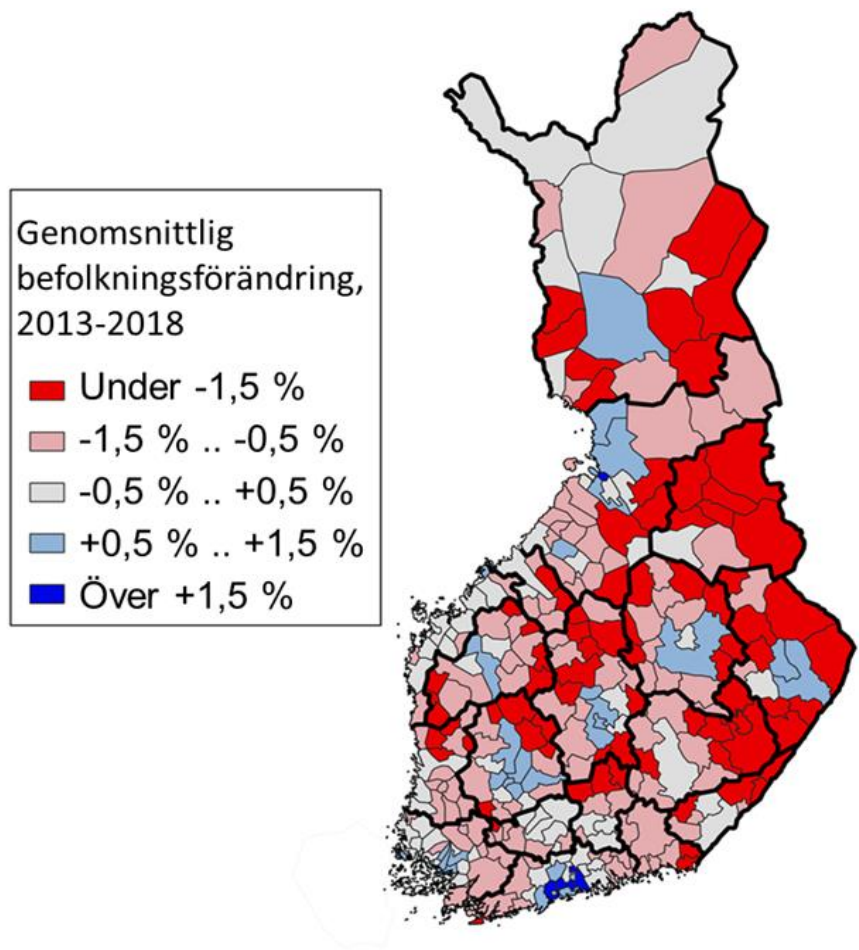 Genomsnittlig
befolkningsförändring,
2013-2018
Under -1,5 %
-1,5 % .. -0,5 %
-0,5 % .. +0,5 %
+0,5 % .. +1,5 %
Över +1,5 %